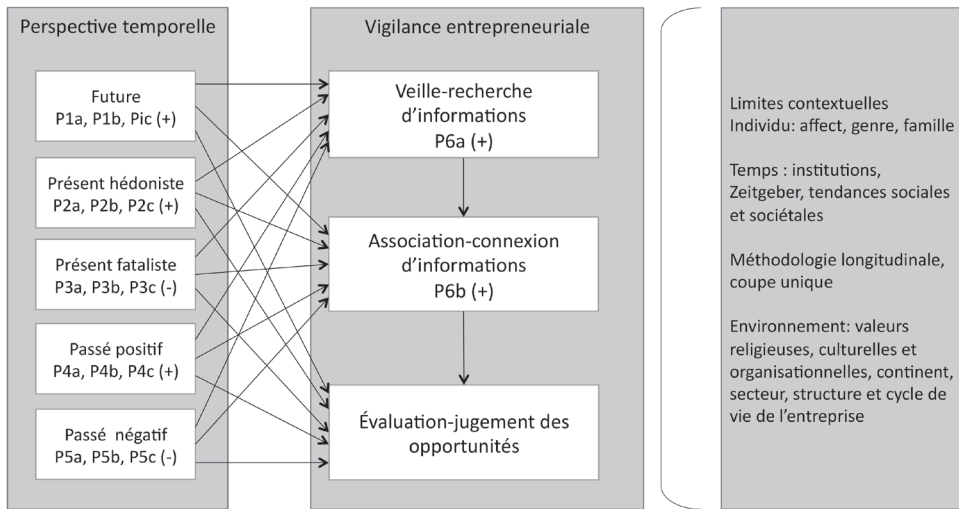 Perspective temporelle
Future
P1a, P1b, Pic (+)
Présent hédoniste
P2a, P2b, P2c (+)
Présent fataliste
P3a, P3b, P3c (-)
Passé positif
P4a, P4b, P4c (+)
Passé négatif
P5a, P5b, P5c (-)
Vigilance entrepreneuriale
Veille-recherche
d’informations
P6a (+)
Association-connexion
d’informations
P6b (+)
Évaluation-jugement des
opportunités
Limites contextuelles
Individu: affect, genre, famille
Temps : institutions,
Zeitgeber, tendances sociales
et sociétales
Méthodologie longitudinale,
coupe unique
Environnement: valeurs
religieuses, culturelles et
organisationnelles, continent,
secteur, structure et cycle de
vie de l’entreprise